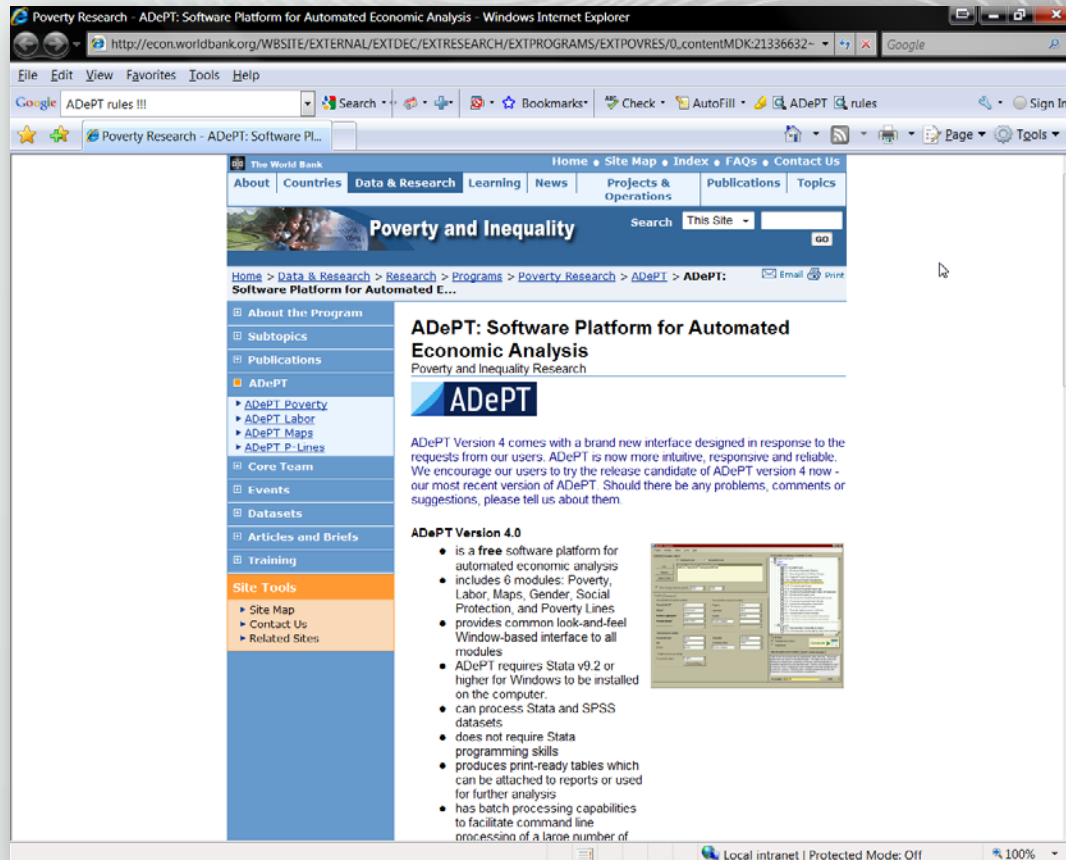 Poverty Research - ADePT: Software Platform for Automated Economic Analysis - Windows Internet Explorer
http://econ.worldbank.org/WBSITE/EXTERNAL/EXTDEC/EXTRESEARCH/EXTPROGRAMS/EXTPOVRES/0,,contentMDK:21336632~
Google
File Edit View Favorites Tools Help
Google ADePT rules !!! Search Bookmarks Check AutoFill ADePT rules Sign In
Poverty Research - ADePT: Software Pl... Page Tools
The World Bank Home Site Map Index FAQs Contact Us
About Countries Data & Research Learning News Projects & Operations Publications Topics
Poverty and Inequality Search This Site
GO
Home > Data & Research > Research > Programs > Poverty Research > ADePT > ADePT: Email Print
Software Platform for Automated E...
About the Program
Subtopics
Publications
ADePT
ADePT Poverty
ADePT Labor
ADePT Maps
ADePT P-Lines
Core Team
Events
Datasets
Articles and Briefs
Training
Site Tools
Site Map
Contact Us
Related Sites
ADePT: Software Platform for Automated
Economic Analysis
Poverty and Inequality Research
ADePT
ADePT Version 4 comes with a brand new interface designed in response to the
requests from our users. ADePT is now more intuitive, responsive and reliable.
We encourage our users to try the release candidate of ADePT version 4 now -
our most recent version of ADePT. Should there be any problems, comments or
suggestions, please tell us about them.
ADePT Version 4.0
is a free software platform for
automated economic analysis
includes 6 modules: Poverty,
Labor, Maps, Gender, Social
Protection, and Poverty Lines
provides common look-and-feel
Window-based interface to all
modules
ADePT requires Stata v9.2 or
higher for Windows to be installed
on the computer.
can process Stata and SPSS
datasets
does not require Stata
programming skills
produces print-ready tables which
can be attached to reports or used
for further analysis
has batch processing capabilities
to facilitate command line
processing of a large number of
Local intranet | Protected Mode: Off 100%